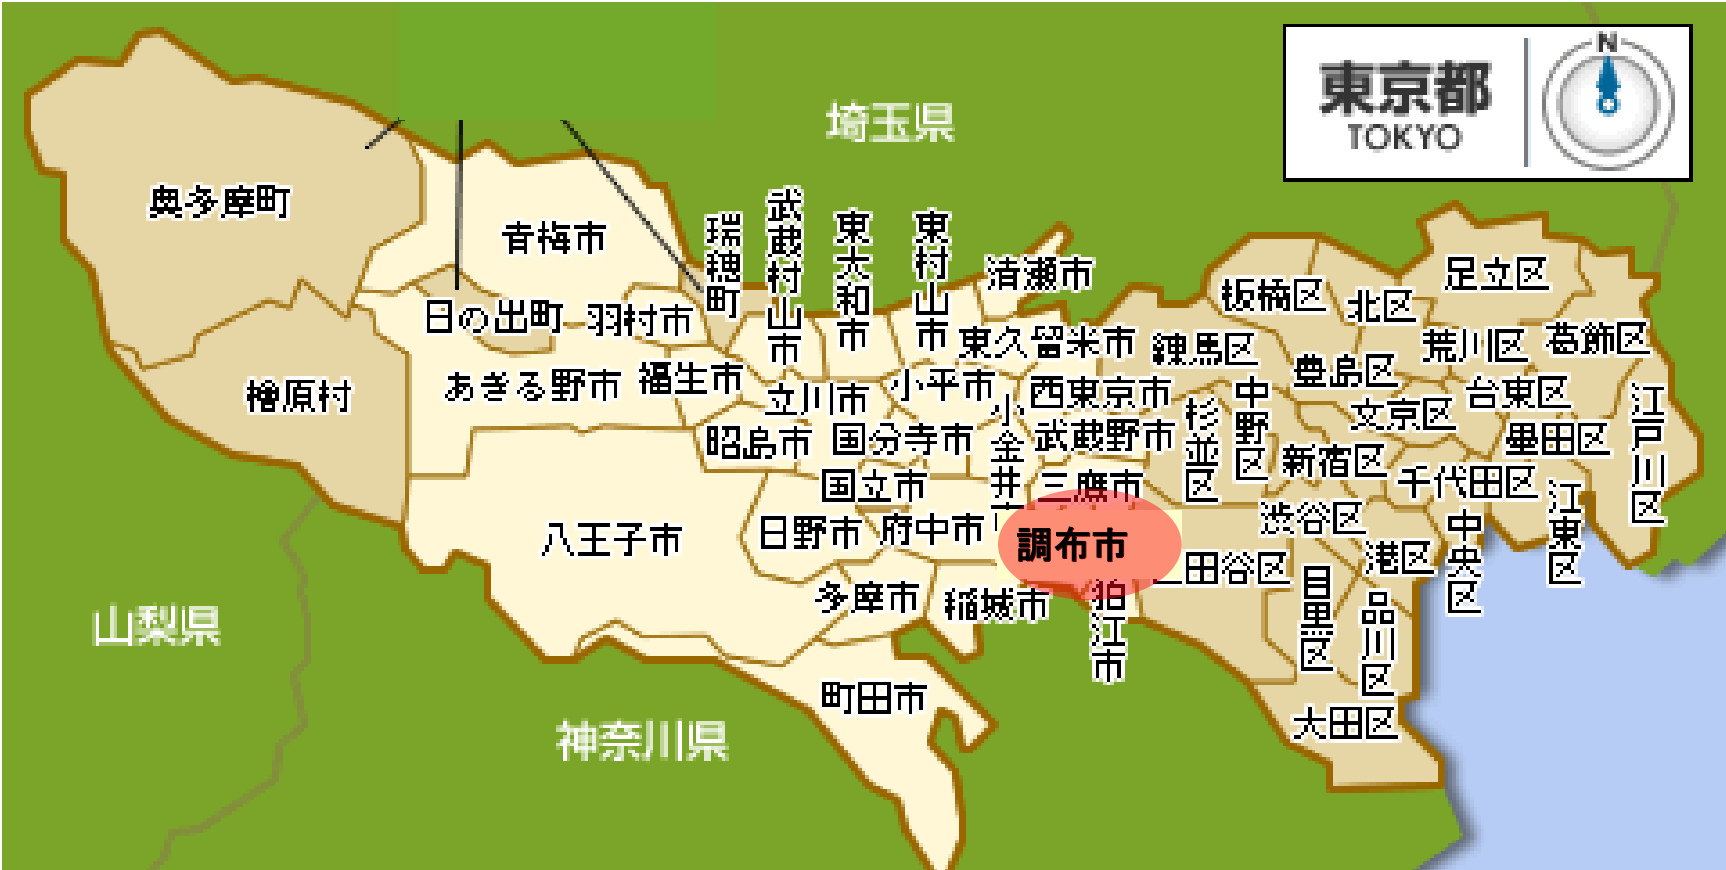 東京都
TOKYO
N
埼玉県
奥多摩町
青梅市
瑞穂町
武蔵村山市
東大和市
東村山市
清瀬市
板橋区
北区
足立区
日の出町
羽村市
東久留米市
練馬区
豊島区
荒川区
葛飾区
檜原村
あきる野市
福生市
立川市
小平市
西東京市
中野区
文京区
台東区
江戸川区
昭島市
国分寺市
小金井市
武蔵野市
杉並区
新宿区
墨田区
国立市
三鷹市
千代田区
八王子市
日野市
府中市
調布市
渋谷区
中央区
江東区
田谷区
港区
多摩市
稲城市
狛江市
目黒区
品川区
山梨県
町田市
大田区
神奈川県